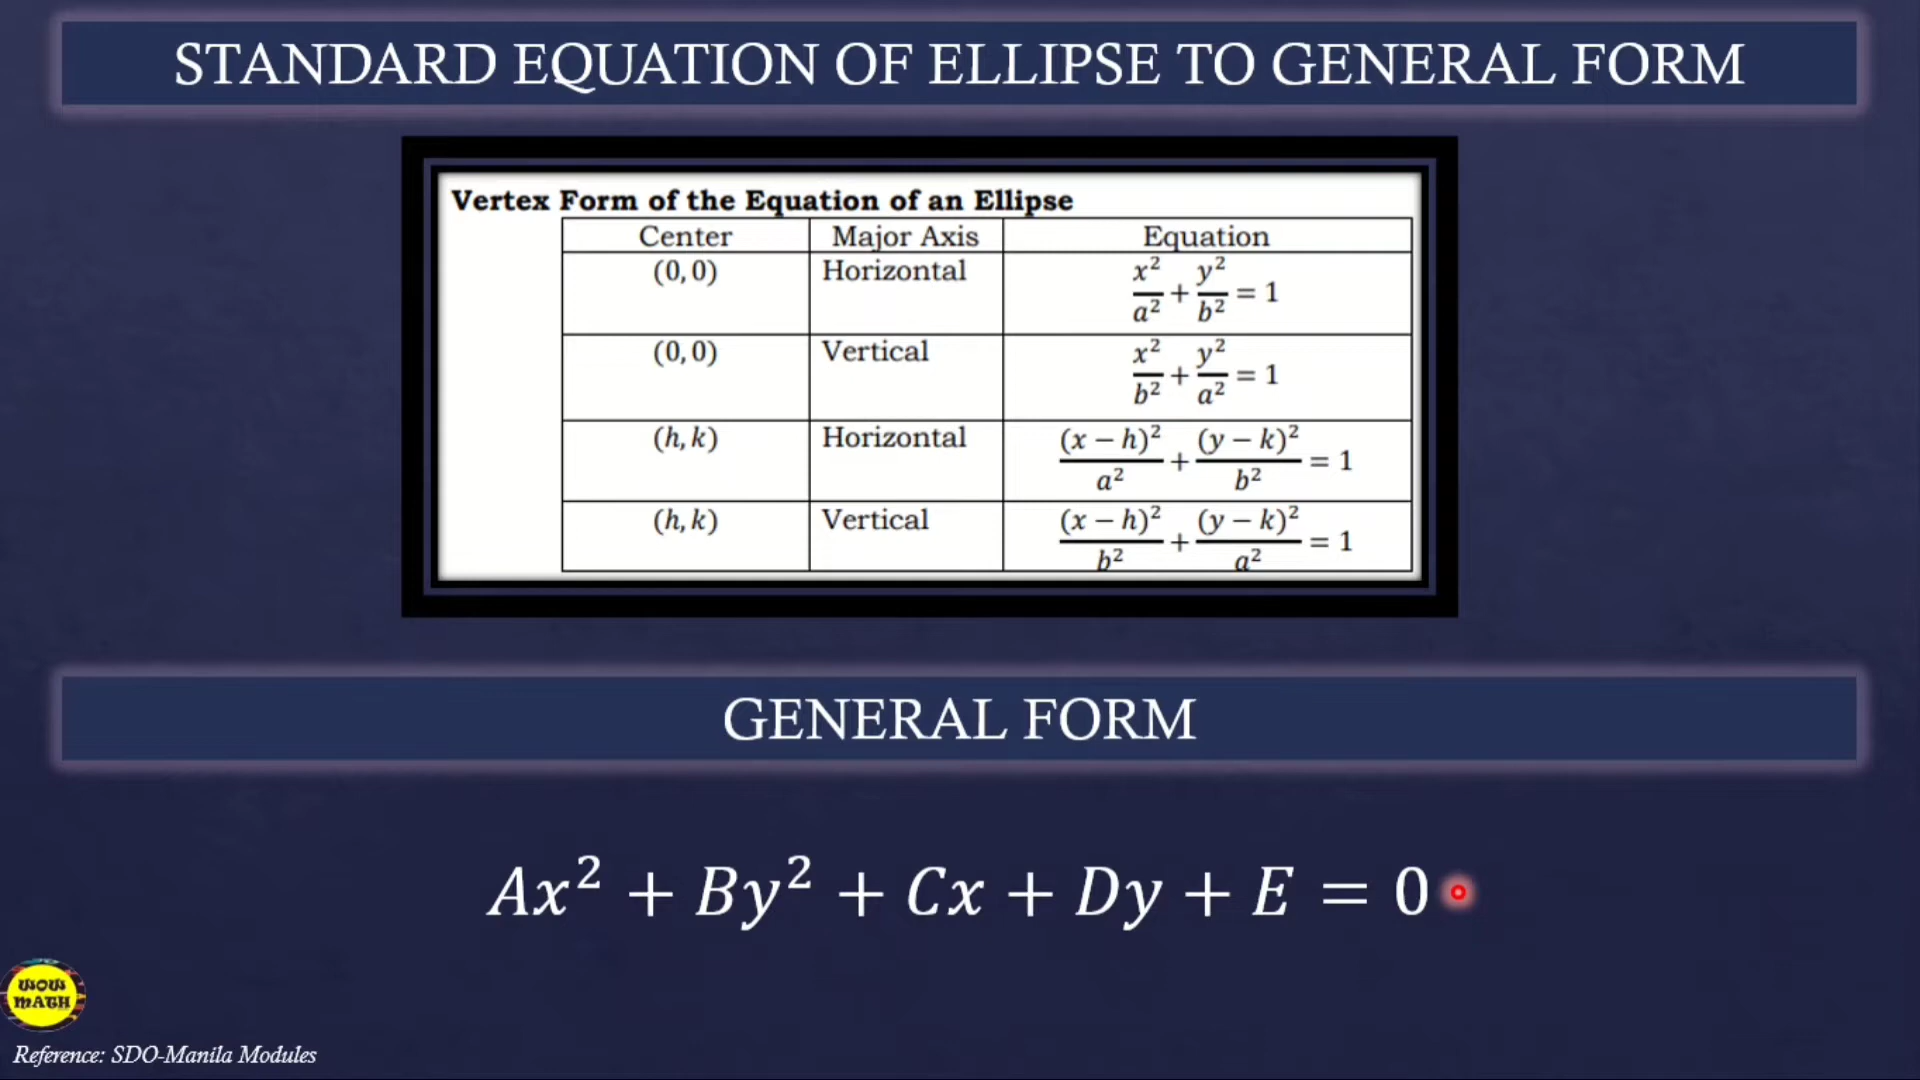 STANDARD EQUATION OF ELLIPSE TO GENERAL FORM
Vertex Form of the Equation of an Ellipse
Center Major Axis Equation
(0, 0) Horizontal x²/a² + y²/b² = 1
(0, 0) Vertical x²/b² + y²/a² = 1
(h, k) Horizontal (x − h)²/a² + (y − k)²/b² = 1
(h, k) Vertical (x − h)²/b² + (y − k)²/a² = 1
GENERAL FORM
Ax² + By² + Cx + Dy + E = 0
WOW
MATH
Reference: SDO-Manila Modules